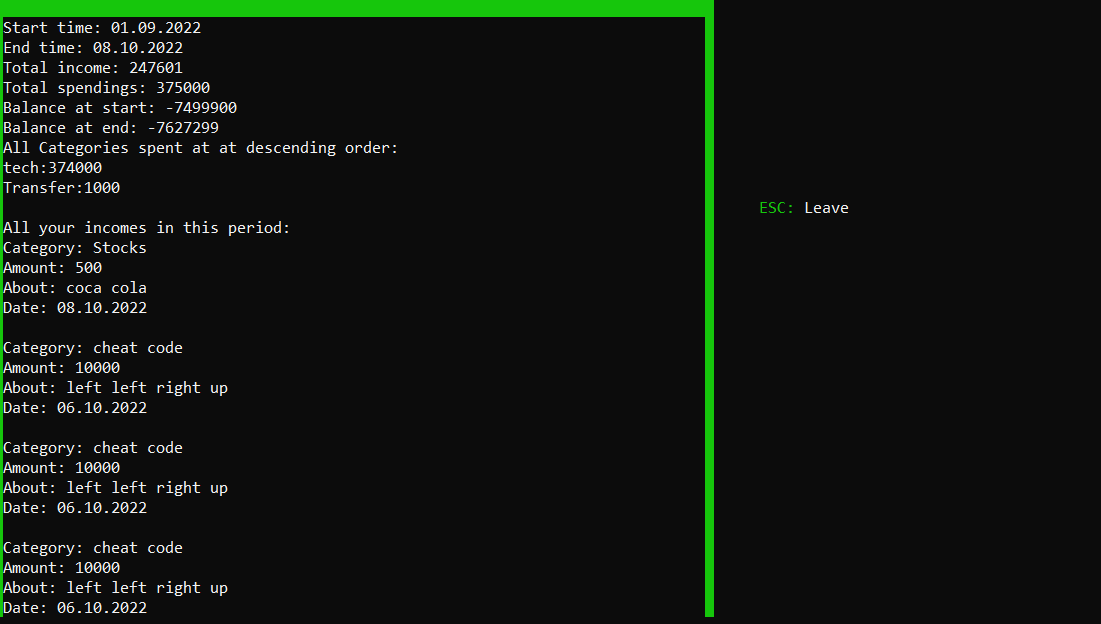 Start time: 01.09.2022
End time: 08.10.2022
Total income: 247601
Total spendings: 375000
Balance at start: -7499900
Balance at end: -7627299
All Categories spent at at descending order:
tech:374000
Transfer:1000
All your incomes in this period:
Category: Stocks
Amount: 500
About: coca cola
Date: 08.10.2022
Category: cheat code
Amount: 10000
About: left left right up
Date: 06.10.2022
Category: cheat code
Amount: 10000
About: left left right up
Date: 06.10.2022
Category: cheat code
Amount: 10000
About: left left right up
Date: 06.10.2022
ESC: Leave